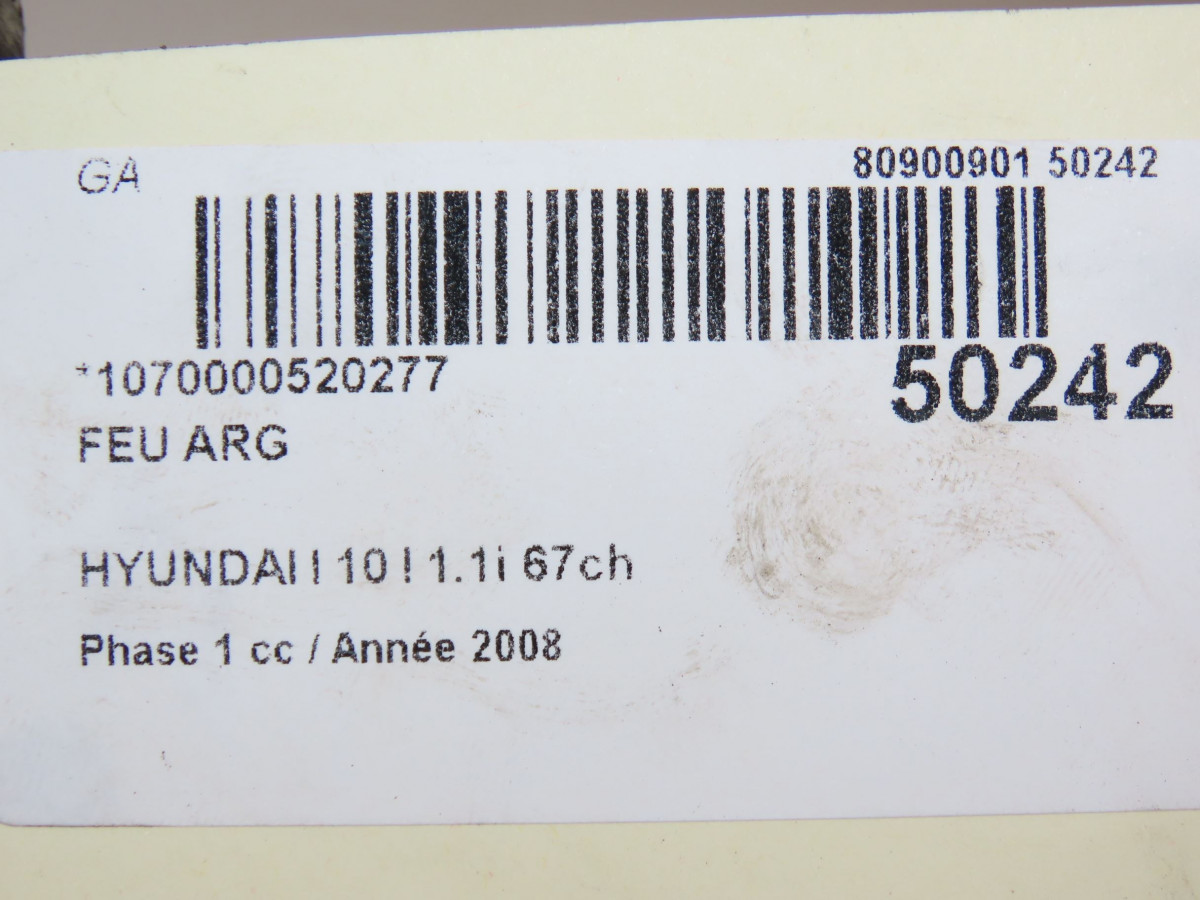 GA
80900901 50242
*1070000520277
50242
FEU ARG
HYUNDAI I 10 I 1.1i 67ch
Phase 1 cc / Année 2008